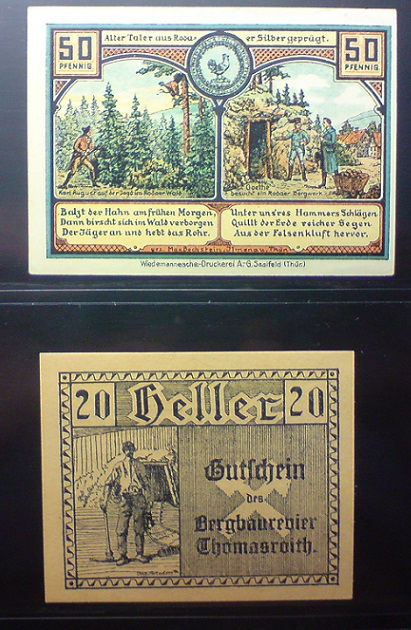 50 PFENNIG
Alter Taler aus Roda- er Silber geprägt.
50 PFENNIG
Karl August auf der Jagd im Rodaer Wald
Goethe
besucht ein Rodaer Bergwerk
Balzt der Hahn am frühen Morgen,
Dann birscht sich im Wald verborgen
Der Jäger an und hebt das Rohr.
Unter uns'res Hammers Schlägen
Quillt der Erde reicher Segen
Aus der Felsenkluft hervor.
Wiedemannsche Druckerei A.-G. Saalfeld (Thür.)
20 Heller 20
Gutschein
des
Bergbaurevier
Thomasroith.